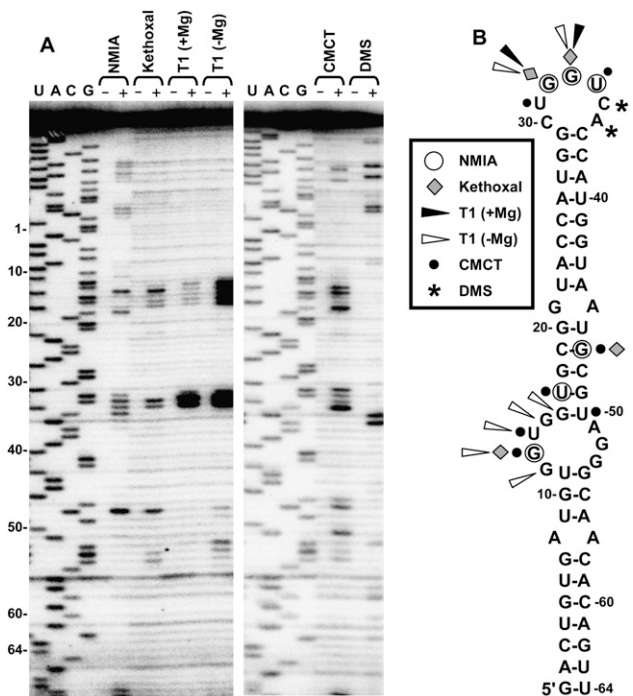 A
NMIA
Kethoxal
T1 (+Mg)
T1 (-Mg)
CMCT
DMS
U A C G - + - + - + - +
U A C G - + - +
1-
10-
20-
30-
40-
50-
60-
64-
B
G G U
U C *
30- C A *
NMIA
Kethoxal
T1 (+Mg)
T1 (-Mg)
CMCT
* DMS
G-C
U-A
A-U -40
C-G
U-A
G A
20- G-U
C-G
G-C
U-G
G G U -50
U A
G G
G U-G
10- G-C
U-A
A A
G-C
U-A
-60
U-A
C-G
5'G-U-64